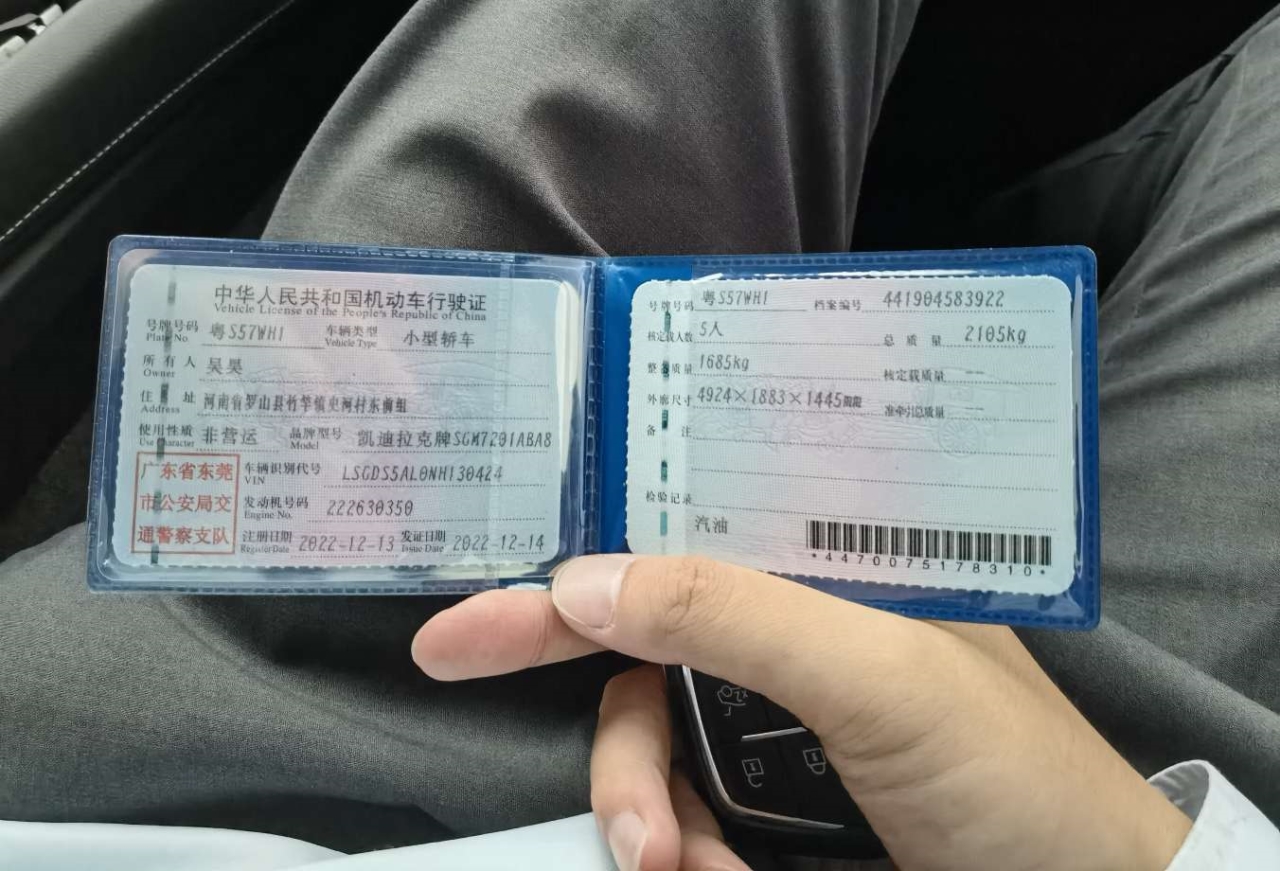 中华人民共和国机动车行驶证
Vehicle License of the People's Republic of China
号牌号码 Plate No. 粤S57WH1 车辆类型 Vehicle Type 小型轿车
所有人 Owner 吴昊
住址 Address 河南省罗山县竹竿镇史河村东前组
使用性质 Use Character 非营运 品牌型号 Model 凯迪拉克牌SGM7201ABA8
广东省东莞
市公安局交
通警察支队
车辆识别代号 VIN LSGDS5AL0NH130424
发动机号码 Engine No. 222630350
注册日期 Register Date 2022-12-13 发证日期 Issue Date 2022-12-14
号牌号码 粤S57WH1 档案编号 441904583922
核定载人数 5人 总质量 2105kg
整备质量 1685kg 核定载质量 --
外廓尺寸 4924×1883×1445mm 准牵引总质量 --
备注
检验记录
汽油
*4470075178310*